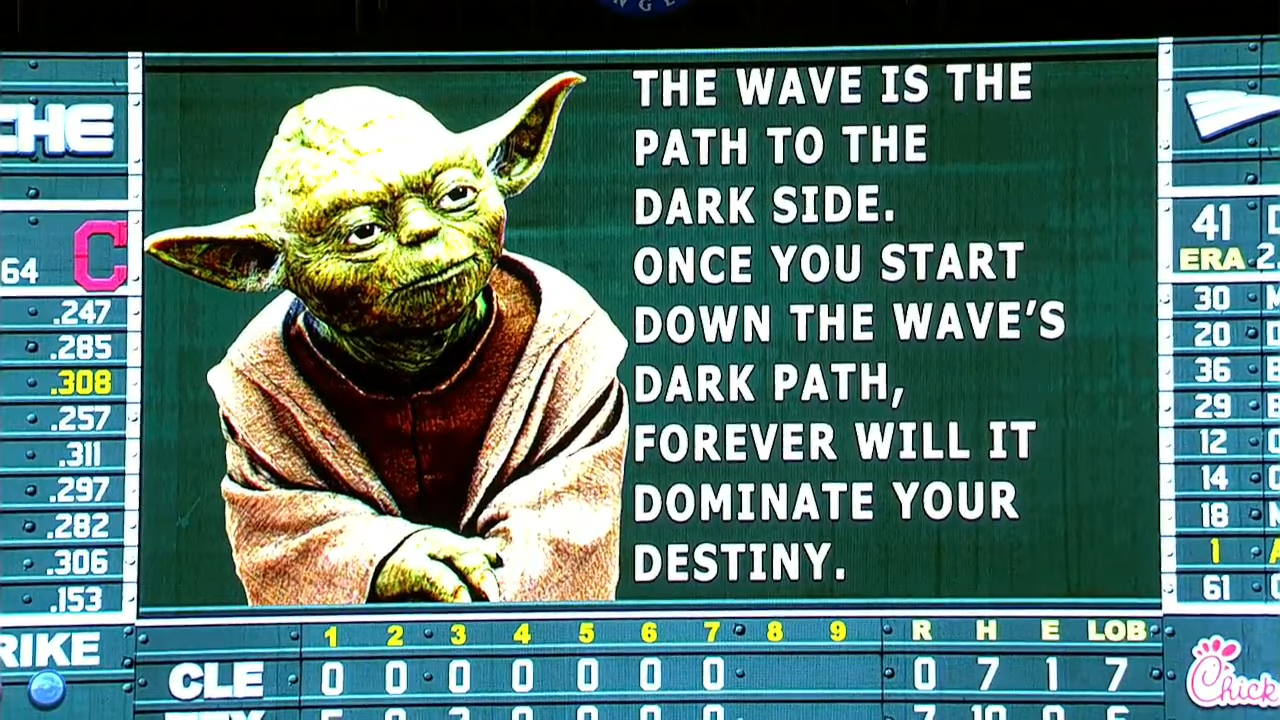 NGE
THE WAVE IS THE
PATH TO THE
DARK SIDE.
ONCE YOU START
DOWN THE WAVE'S
DARK PATH,
FOREVER WILL IT
DOMINATE YOUR
DESTINY.
CHE
64 C
.247
.285
.308
.257
.311
.297
.282
.306
.153
41
ERA 2.
30
20
36
29
12
14
18
1
61
RIKE
1 2 3 4 5 6 7 8 9 R H E LOB
CLE 0 0 0 0 0 0 0 0 7 1 7
Chick